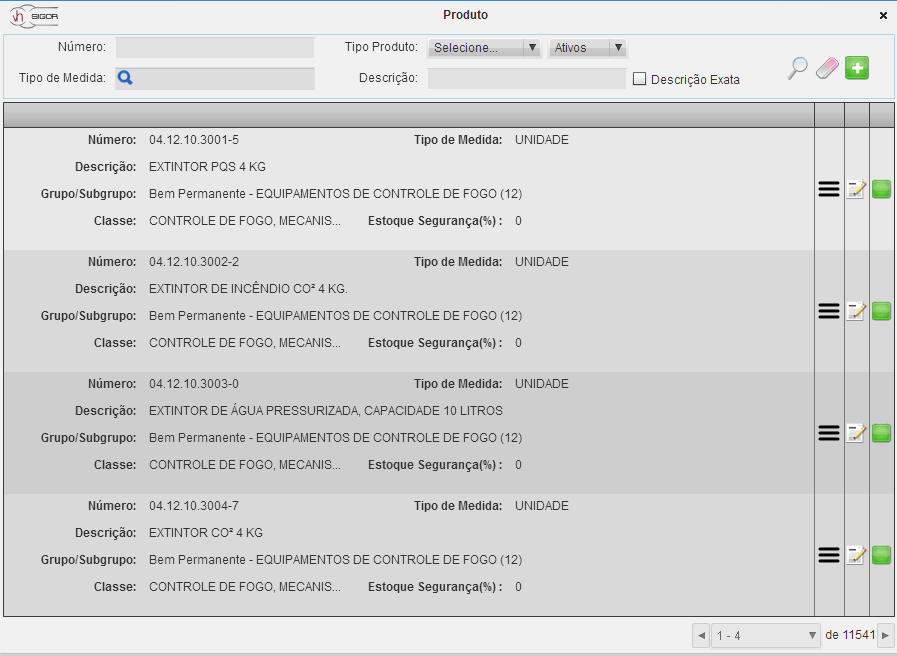 SIGOR
Produto
Número: Tipo Produto: Selecione... Ativos
Tipo de Medida: Descrição: Descrição Exata
Número: 04.12.10.3001-5 Tipo de Medida: UNIDADE
Descrição: EXTINTOR PQS 4 KG
Grupo/Subgrupo: Bem Permanente - EQUIPAMENTOS DE CONTROLE DE FOGO (12)
Classe: CONTROLE DE FOGO, MECANIS... Estoque Segurança(%) : 0
Número: 04.12.10.3002-2 Tipo de Medida: UNIDADE
Descrição: EXTINTOR DE INCÊNDIO CO² 4 KG.
Grupo/Subgrupo: Bem Permanente - EQUIPAMENTOS DE CONTROLE DE FOGO (12)
Classe: CONTROLE DE FOGO, MECANIS... Estoque Segurança(%) : 0
Número: 04.12.10.3003-0 Tipo de Medida: UNIDADE
Descrição: EXTINTOR DE ÁGUA PRESSURIZADA, CAPACIDADE 10 LITROS
Grupo/Subgrupo: Bem Permanente - EQUIPAMENTOS DE CONTROLE DE FOGO (12)
Classe: CONTROLE DE FOGO, MECANIS... Estoque Segurança(%) : 0
Número: 04.12.10.3004-7 Tipo de Medida: UNIDADE
Descrição: EXTINTOR CO² 4 KG
Grupo/Subgrupo: Bem Permanente - EQUIPAMENTOS DE CONTROLE DE FOGO (12)
Classe: CONTROLE DE FOGO, MECANIS... Estoque Segurança(%) : 0
1 - 4 de 11541